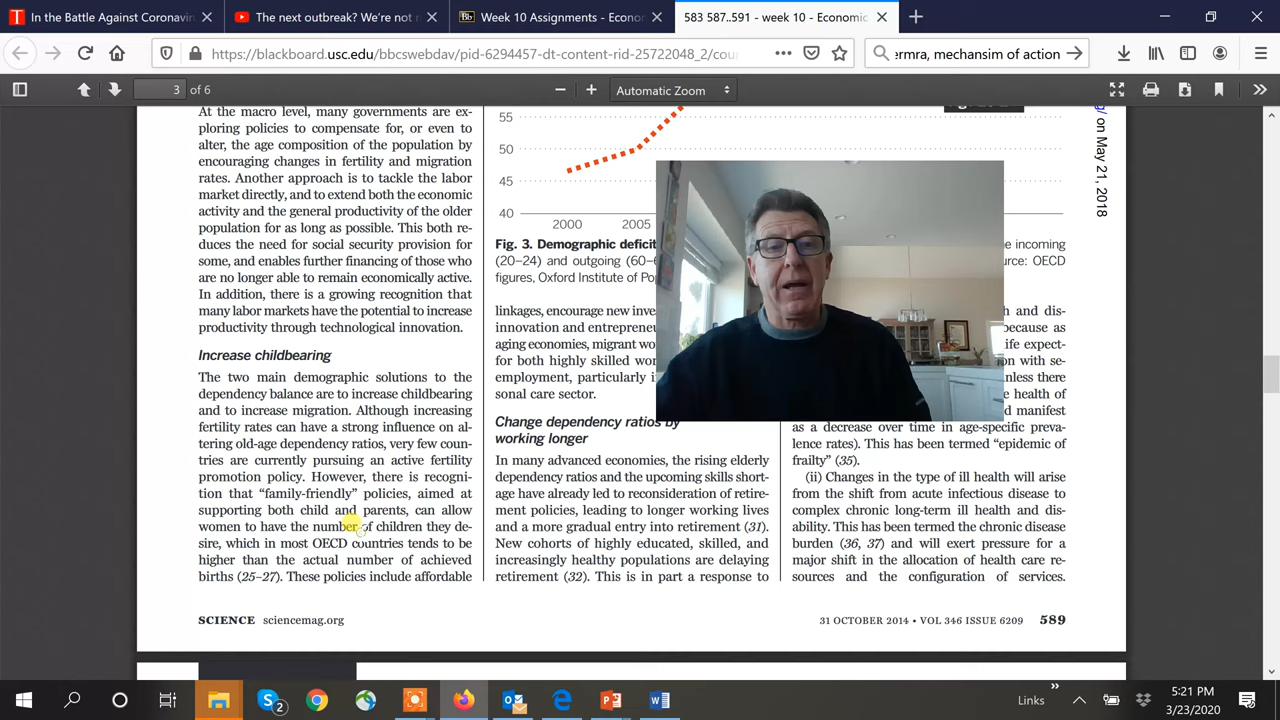 In the Battle Against Coronavir
The next outbreak? We're not r
Bb
Week 10 Assignments - Econo
583 587..591 - week 10 - Economic
https://blackboard.usc.edu/bbcswebdav/pid-6294457-dt-content-rid-25722048_2/cou
ermra, mechansim of action
3 of 6
Automatic Zoom
At the macro level, many governments are ex-
ploring policies to compensate for, or even to
alter, the age composition of the population by
encouraging changes in fertility and migration
rates. Another approach is to tackle the labor
market directly, and to extend both the economic
activity and the general productivity of the older
population for as long as possible. This both re-
duces the need for social security provision for
some, and enables further financing of those who
are no longer able to remain economically active.
In addition, there is a growing recognition that
many labor markets have the potential to increase
productivity through technological innovation.
Increase childbearing
The two main demographic solutions to the
dependency balance are to increase childbearing
and to increase migration. Although increasing
fertility rates can have a strong influence on al-
tering old-age dependency ratios, very few coun-
tries are currently pursuing an active fertility
promotion policy. However, there is recogni-
tion that “family-friendly” policies, aimed at
supporting both child and parents, can allow
women to have the number of children they de-
sire, which in most OECD countries tends to be
higher than the actual number of achieved
births (25–27). These policies include affordable
55
50
45
40
2000 2005
Fig. 3. Demographic deficit
(20–24) and outgoing (60–6
figures, Oxford Institute of Pop
e incoming
urce: OECD
linkages, encourage new inve
innovation and entrepreneu
aging economies, migrant wo
for both highly skilled wor
employment, particularly i
sonal care sector.
Change dependency ratios by
working longer
In many advanced economies, the rising elderly
dependency ratios and the upcoming skills short-
age have already led to reconsideration of retire-
ment policies, leading to longer working lives
and a more gradual entry into retirement (31).
New cohorts of highly educated, skilled, and
increasingly healthy populations are delaying
retirement (32). This is in part a response to
h and dis-
because as
ife expect-
on with se-
nless there
e health of
d manifest
as a decrease over time in age-specific preva-
lence rates). This has been termed “epidemic of
frailty” (35).
(ii) Changes in the type of ill health will arise
from the shift from acute infectious disease to
complex chronic long-term ill health and dis-
ability. This has been termed the chronic disease
burden (36, 37) and will exert pressure for a
major shift in the allocation of health care re-
sources and the configuration of services.
g/ on May 21, 2018
SCIENCE sciencemag.org
31 OCTOBER 2014 • VOL 346 ISSUE 6209 589
Links
5:21 PM
3/23/2020